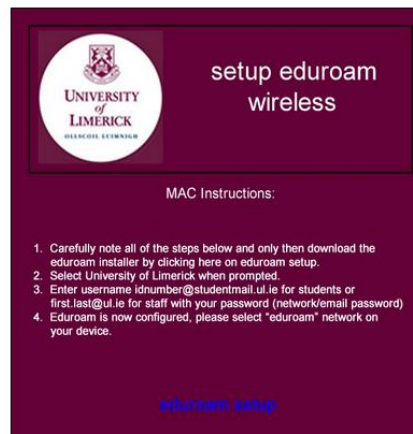 UNIVERSITY
of
LIMERICK
OLLSCOIL LUIMNIGH
setup eduroam
wireless
MAC Instructions:
1. Carefully note all of the steps below and only then download the
eduroam installer by clicking here on eduroam setup.
2. Select University of Limerick when prompted.
3. Enter username idnumber@studentmail.ul.ie for students or
first.last@ul.ie for staff with your password (network/email password)
4. Eduroam is now configured, please select "eduroam" network on
your device.
eduroam setup